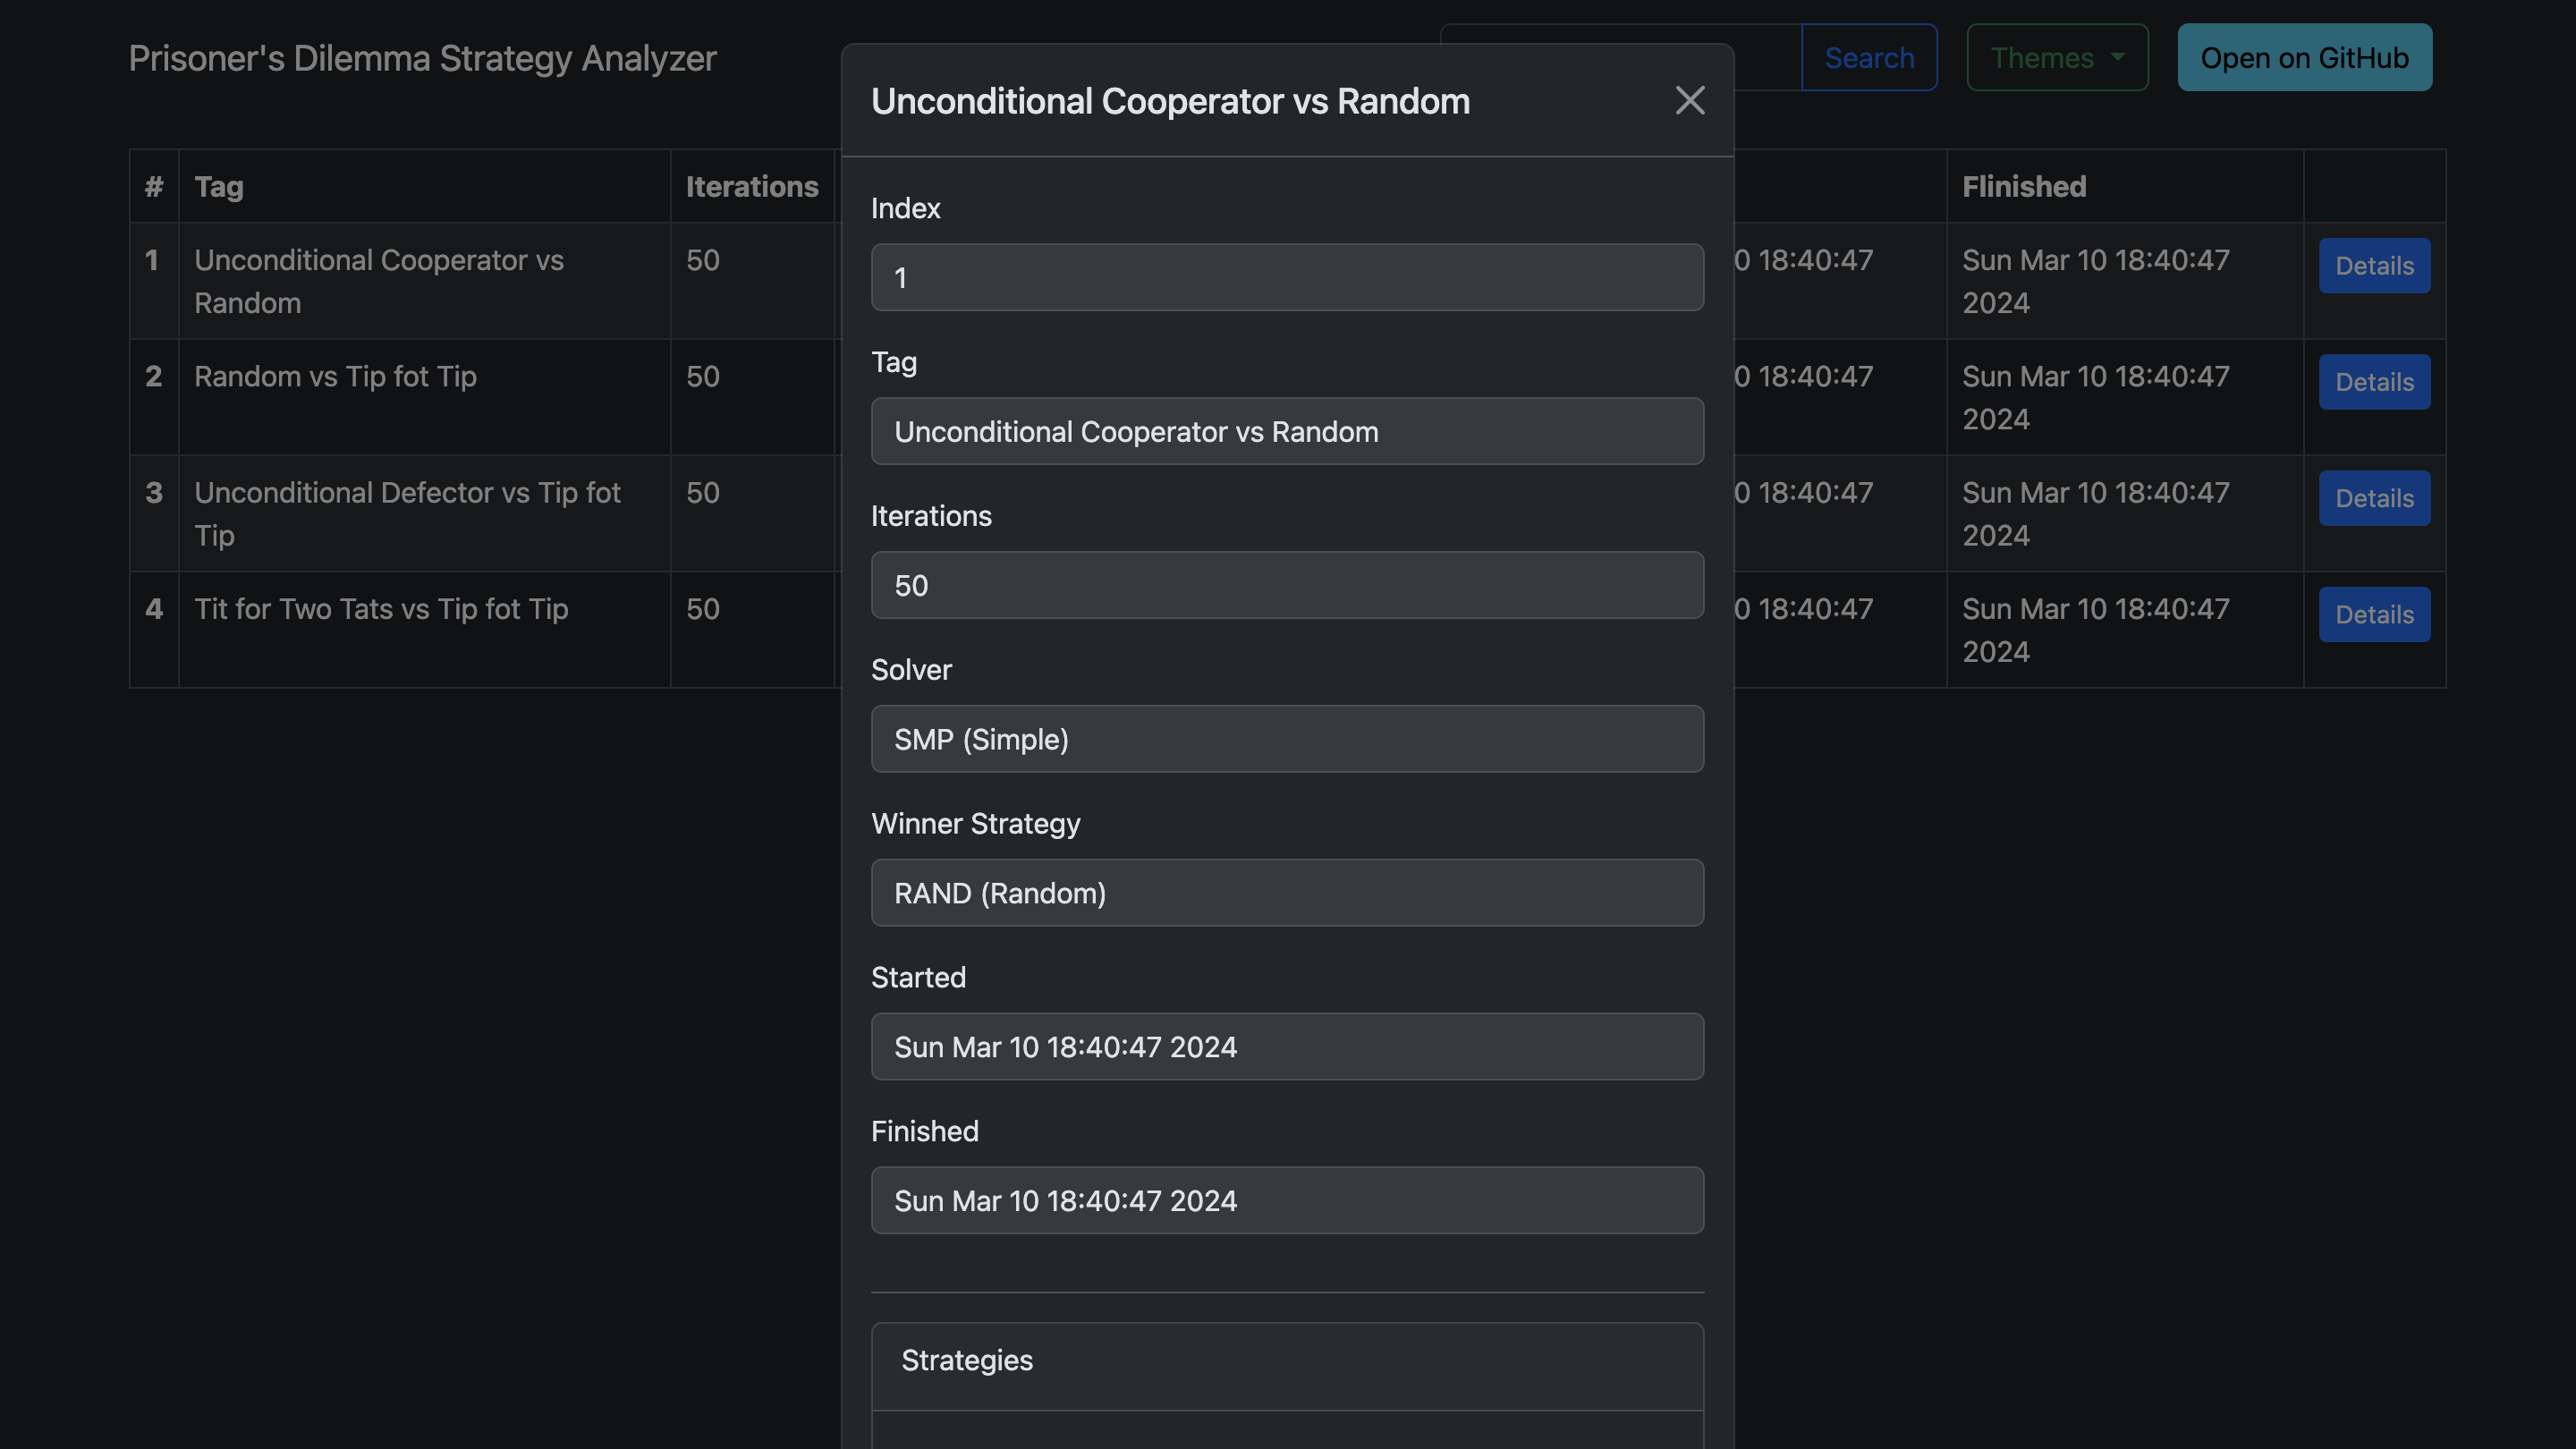 Prisoner's Dilemma Strategy Analyzer
Search
Themes
Open on GitHub
# Tag Iterations Flinished
1 Unconditional Cooperator vs Random 50 0 18:40:47 Sun Mar 10 18:40:47 2024 Details
2 Random vs Tip fot Tip 50 0 18:40:47 Sun Mar 10 18:40:47 2024 Details
3 Unconditional Defector vs Tip fot Tip 50 0 18:40:47 Sun Mar 10 18:40:47 2024 Details
4 Tit for Two Tats vs Tip fot Tip 50 0 18:40:47 Sun Mar 10 18:40:47 2024 Details
Unconditional Cooperator vs Random
Index
1
Tag
Unconditional Cooperator vs Random
Iterations
50
Solver
SMP (Simple)
Winner Strategy
RAND (Random)
Started
Sun Mar 10 18:40:47 2024
Finished
Sun Mar 10 18:40:47 2024
Strategies